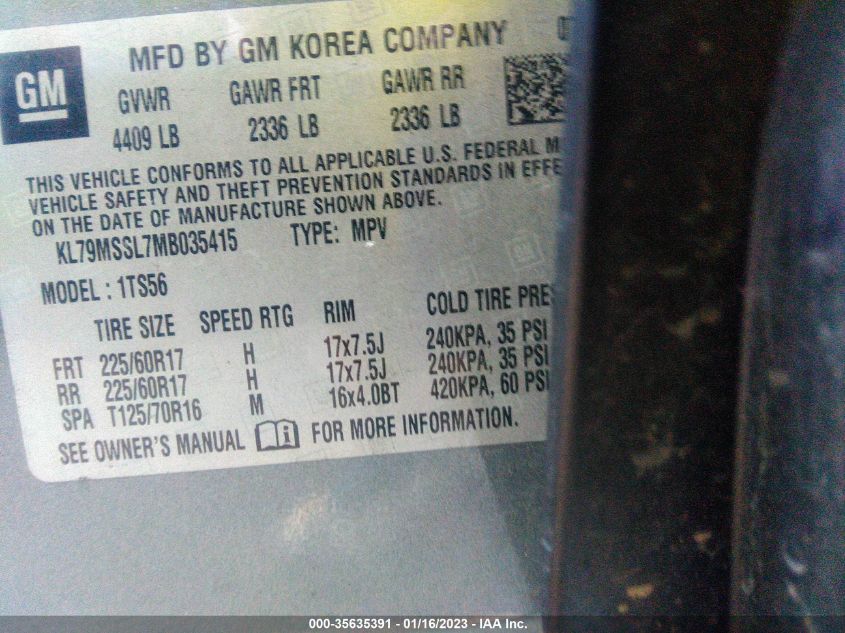 GM
MFD BY GM KOREA COMPANY
GVWR GAWR FRT GAWR RR
4409 LB 2336 LB 2336 LB
THIS VEHICLE CONFORMS TO ALL APPLICABLE U.S. FEDERAL M
VEHICLE SAFETY AND THEFT PREVENTION STANDARDS IN EFFE
ON THE DATE OF MANUFACTURE SHOWN ABOVE.
KL79MSSL7MB035415 TYPE: MPV
MODEL : 1TS56
TIRE SIZE SPEED RTG RIM COLD TIRE PRES
FRT 225/60R17 H 17x7.5J 240KPA, 35 PSI
RR 225/60R17 H 17x7.5J 240KPA, 35 PSI
SPA T125/70R16 M 16x4.0BT 420KPA, 60 PSI
SEE OWNER'S MANUAL FOR MORE INFORMATION.
000-35635391 - 01/16/2023 - IAA Inc.